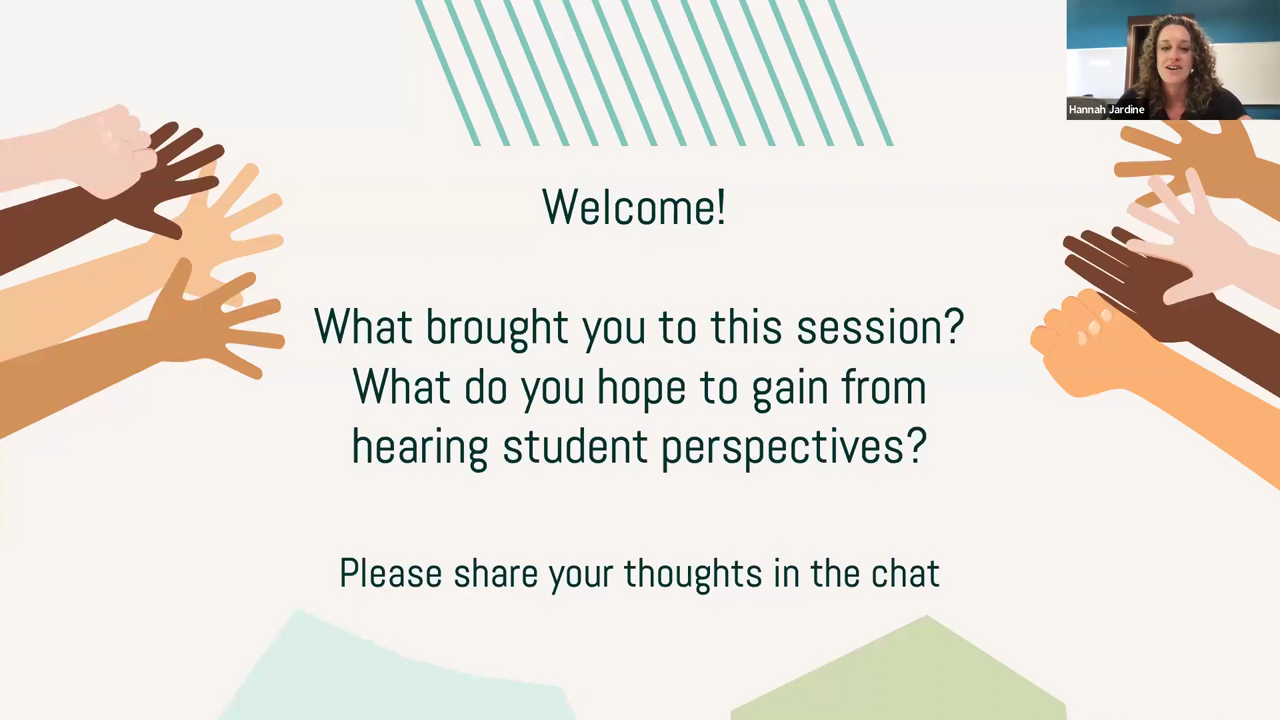 Hannah Jardine
Welcome!
What brought you to this session?
What do you hope to gain from
hearing student perspectives?
Please share your thoughts in the chat